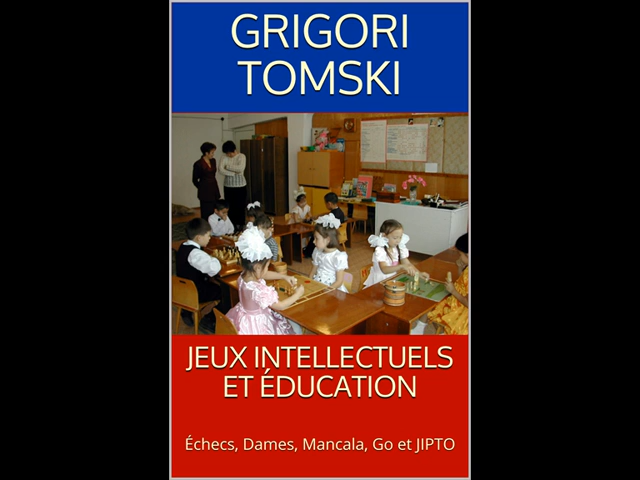 GRIGORI
TOMSKI
JEUX INTELLECTUELS
ET ÉDUCATION
Échecs, Dames, Mancala, Go et JIPTO